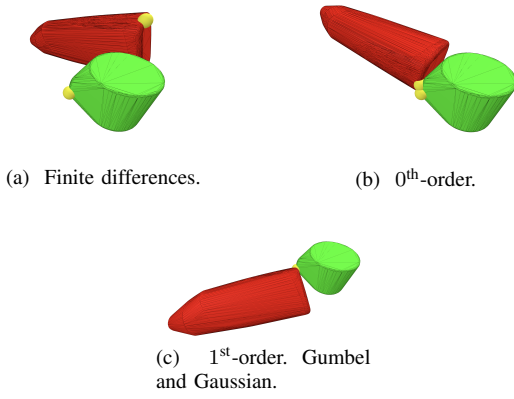 (a) Finite differences.
(b) 0th-order.
(c) 1st-order. Gumbel
and Gaussian.